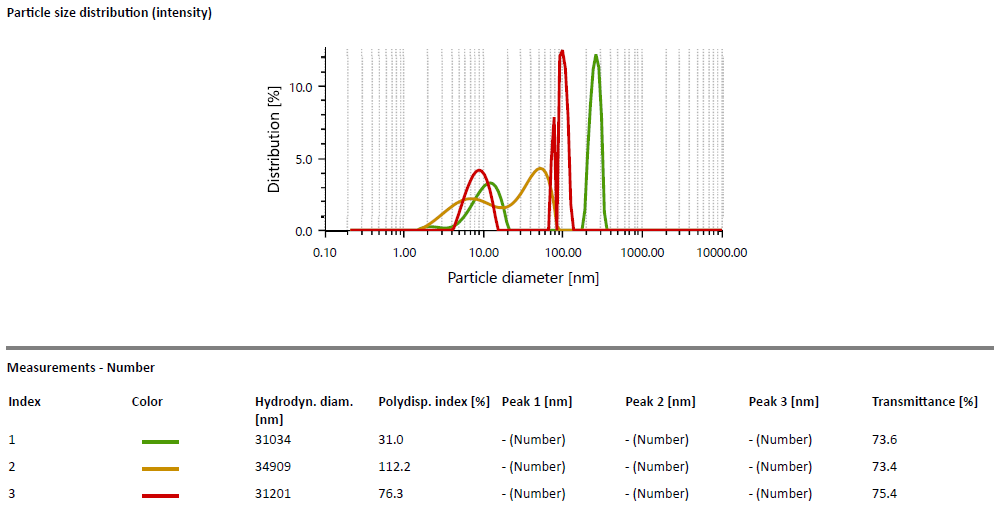 Particle size distribution (intensity)
Distribution [%]
10.0
5.0
0.0
0.10 1.00 10.00 100.00 1000.00 10000.00
Particle diameter [nm]
Measurements - Number
Index Color Hydrodyn. diam. [nm] Polydisp. index [%] Peak 1 [nm] Peak 2 [nm] Peak 3 [nm] Transmittance [%]
1 31034 31.0 - (Number) - (Number) - (Number) 73.6
2 34909 112.2 - (Number) - (Number) - (Number) 73.4
3 31201 76.3 - (Number) - (Number) - (Number) 75.4